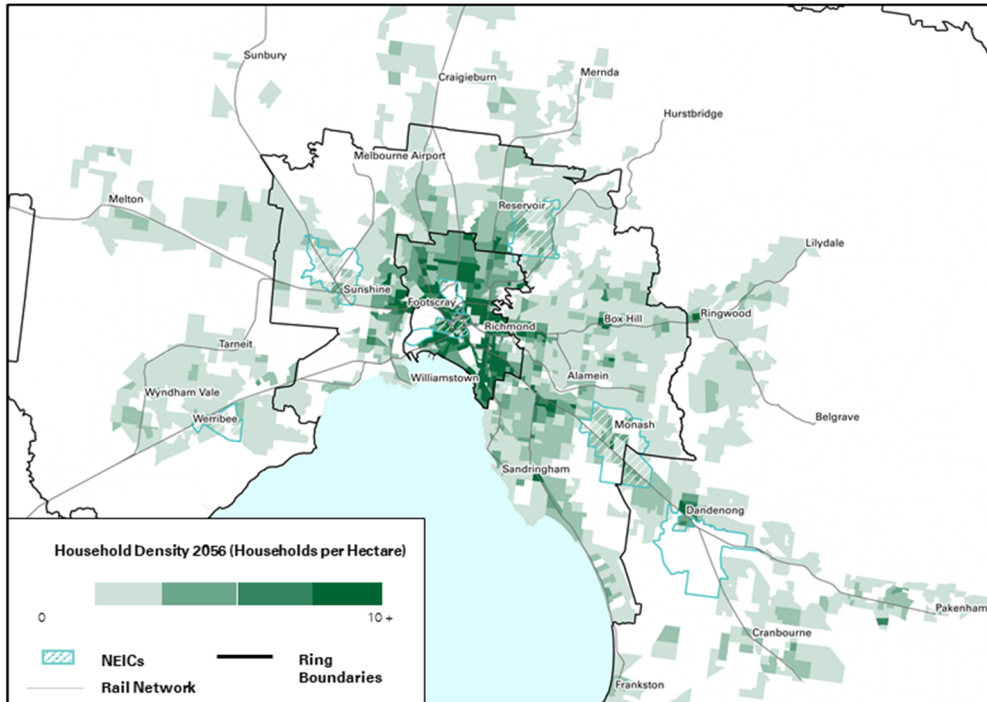 Sunbury
Craigieburn
Mernda
Hurstbridge
Melbourne Airport
Melton
Reservoir
Lilydale
Sunshine
Footscray
Richmond
Box Hill
Ringwood
Tarneit
Williamstown
Alamein
Wyndham Vale
Werribee
Belgrave
Monash
Sandringham
Dandenong
Pakenham
Cranbourne
Frankston
Household Density 2056 (Households per Hectare)
0
10 +
NEICs
Ring
Boundaries
Rail Network